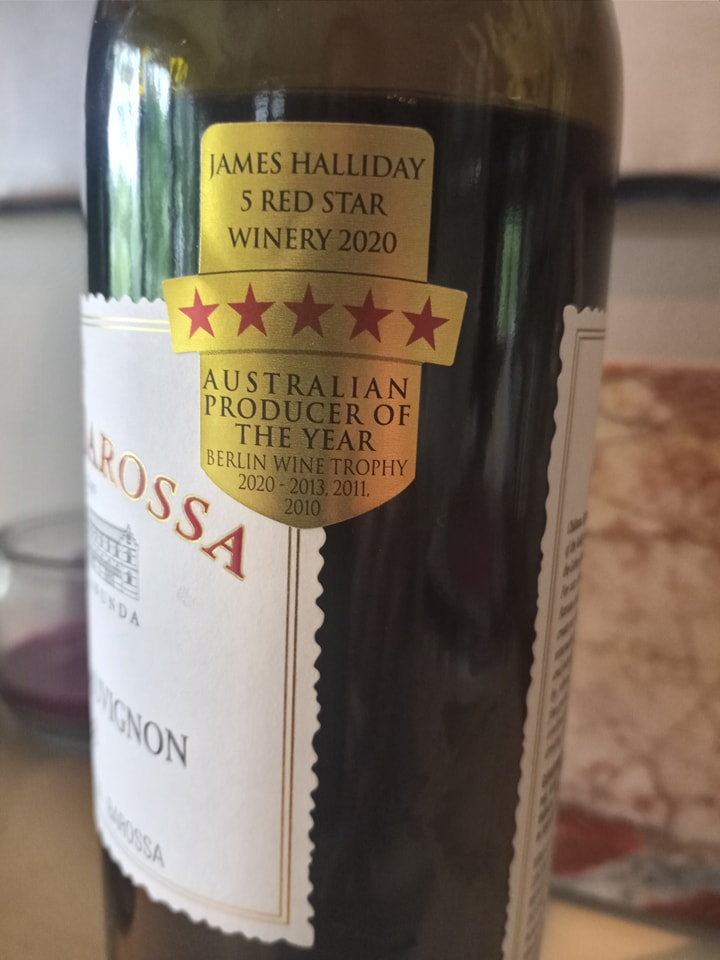 JAMES HALLIDAY
5 RED STAR
WINERY 2020
AUSTRALIAN
PRODUCER OF
THE YEAR
BERLIN WINE TROPHY
2020 - 2013, 2011,
2010
AROSSA
UNDA
VIGNON
BAROSSA